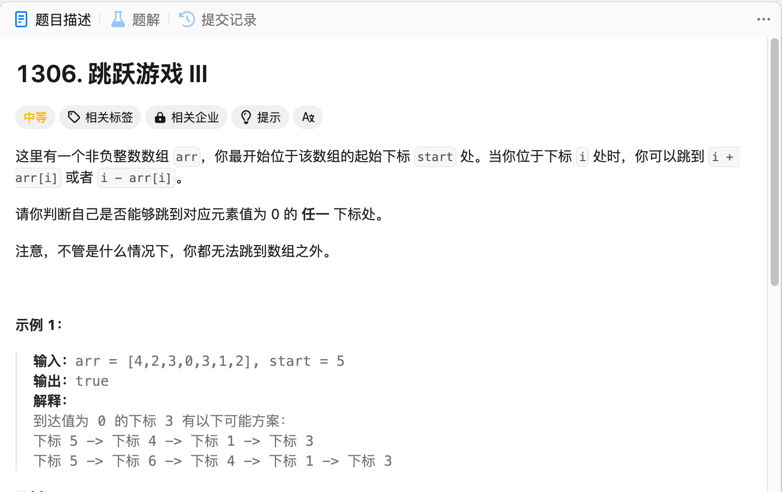 题目描述 题解 提交记录
1306. 跳跃游戏 III
中等 相关标签 相关企业 提示
这里有一个非负整数数组 arr，你最开始位于该数组的起始下标 start 处。当你位于下标 i 处时，你可以跳到 i +
arr[i] 或者 i - arr[i]。
请你判断自己是否能够跳到对应元素值为 0 的 任一 下标处。
注意，不管是什么情况下，你都无法跳到数组之外。
示例 1：
输入：arr = [4,2,3,0,3,1,2], start = 5
输出：true
解释：
到达值为 0 的下标 3 有以下可能方案：
下标 5 -> 下标 4 -> 下标 1 -> 下标 3
下标 5 -> 下标 6 -> 下标 4 -> 下标 1 -> 下标 3